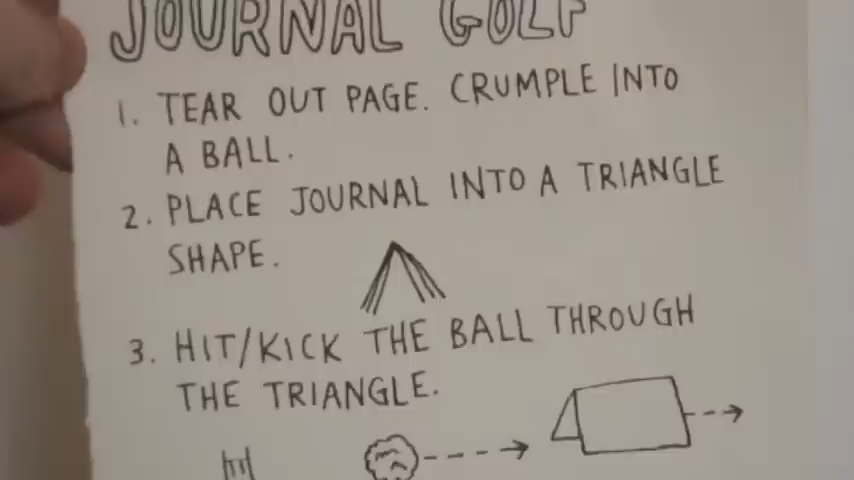 JOURNAL GOLF
1. TEAR OUT PAGE. CRUMPLE INTO
A BALL.
2. PLACE JOURNAL INTO A TRIANGLE
SHAPE.
3. HIT/KICK THE BALL THROUGH
THE TRIANGLE.